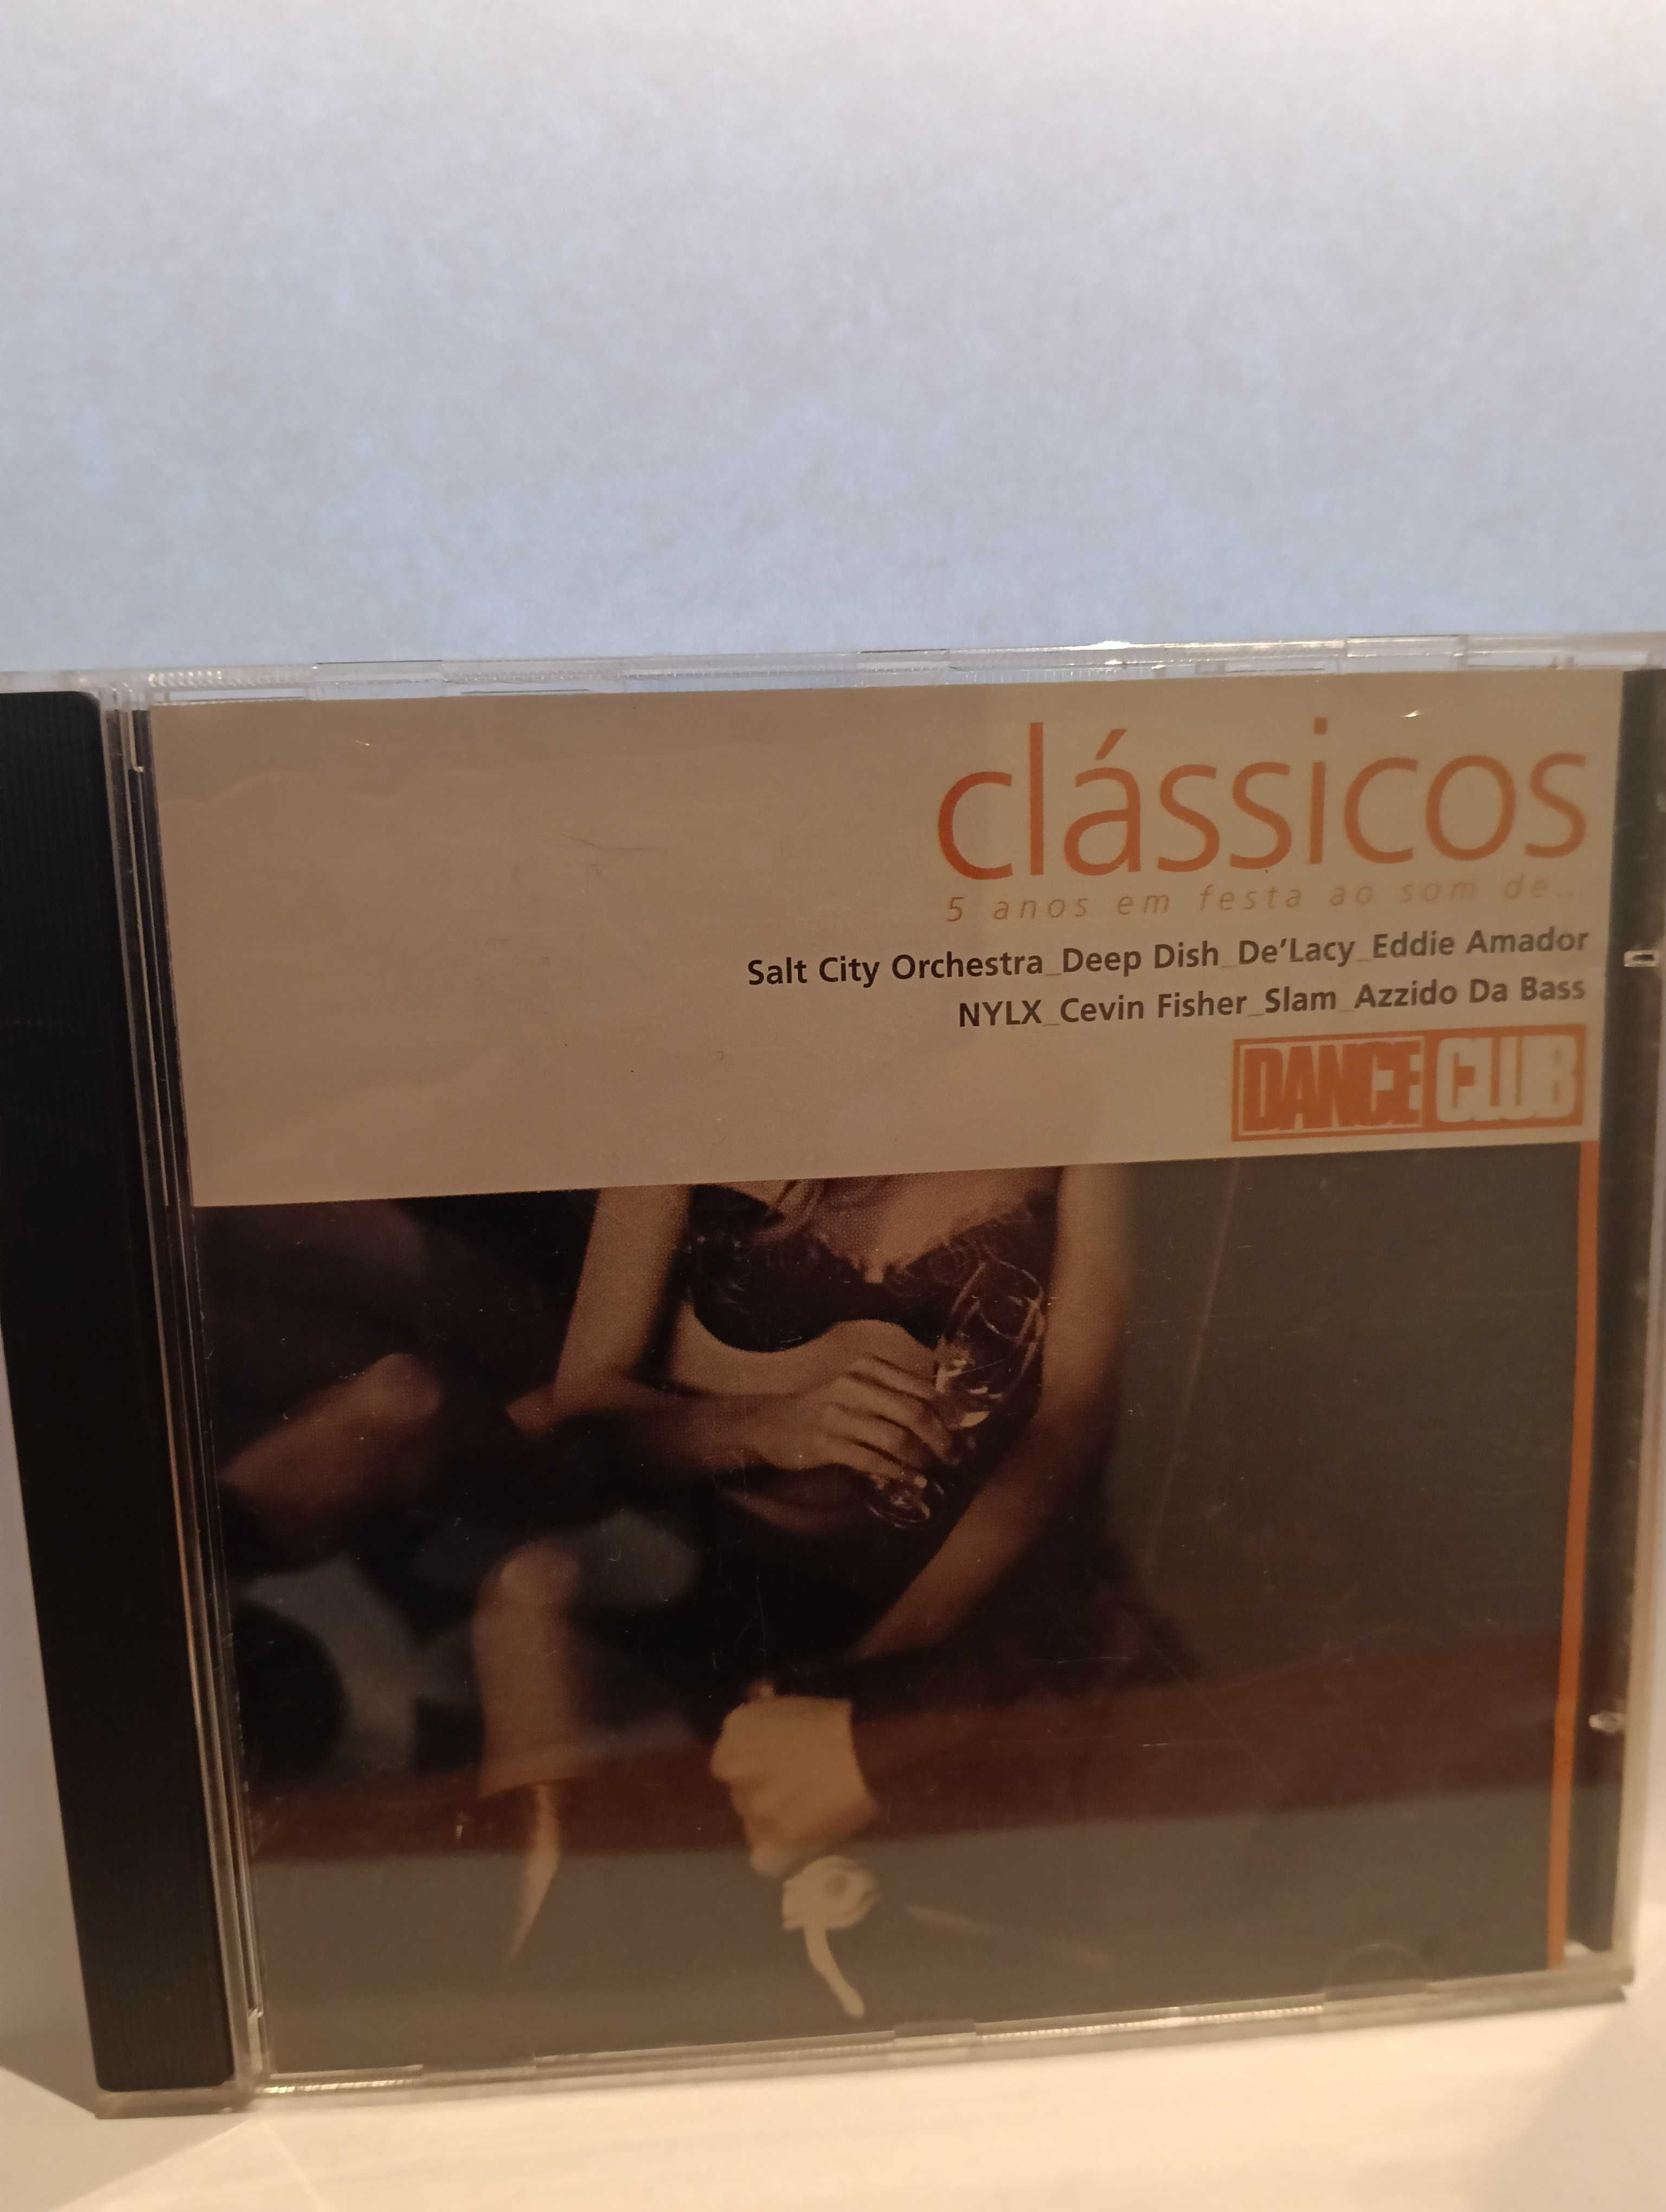 clássicos
5 anos em festa ao som de...
Salt City Orchestra_Deep Dish_De'Lacy_Eddie Amador
NYLX_Cevin Fisher_Slam_Azzido Da Bass
DANCE CLUB